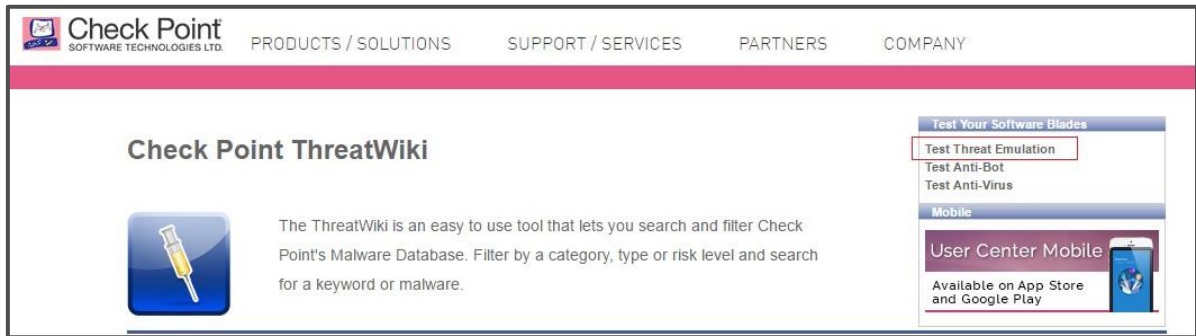 Check Point
SOFTWARE TECHNOLOGIES LTD.
PRODUCTS / SOLUTIONS
SUPPORT / SERVICES
PARTNERS
COMPANY
Check Point ThreatWiki
The ThreatWiki is an easy to use tool that lets you search and filter Check
Point's Malware Database. Filter by a category, type or risk level and search
for a keyword or malware.
Test Your Software Blades
Test Threat Emulation
Test Anti-Bot
Test Anti-Virus
Mobile
User Center Mobile
Available on App Store
and Google Play